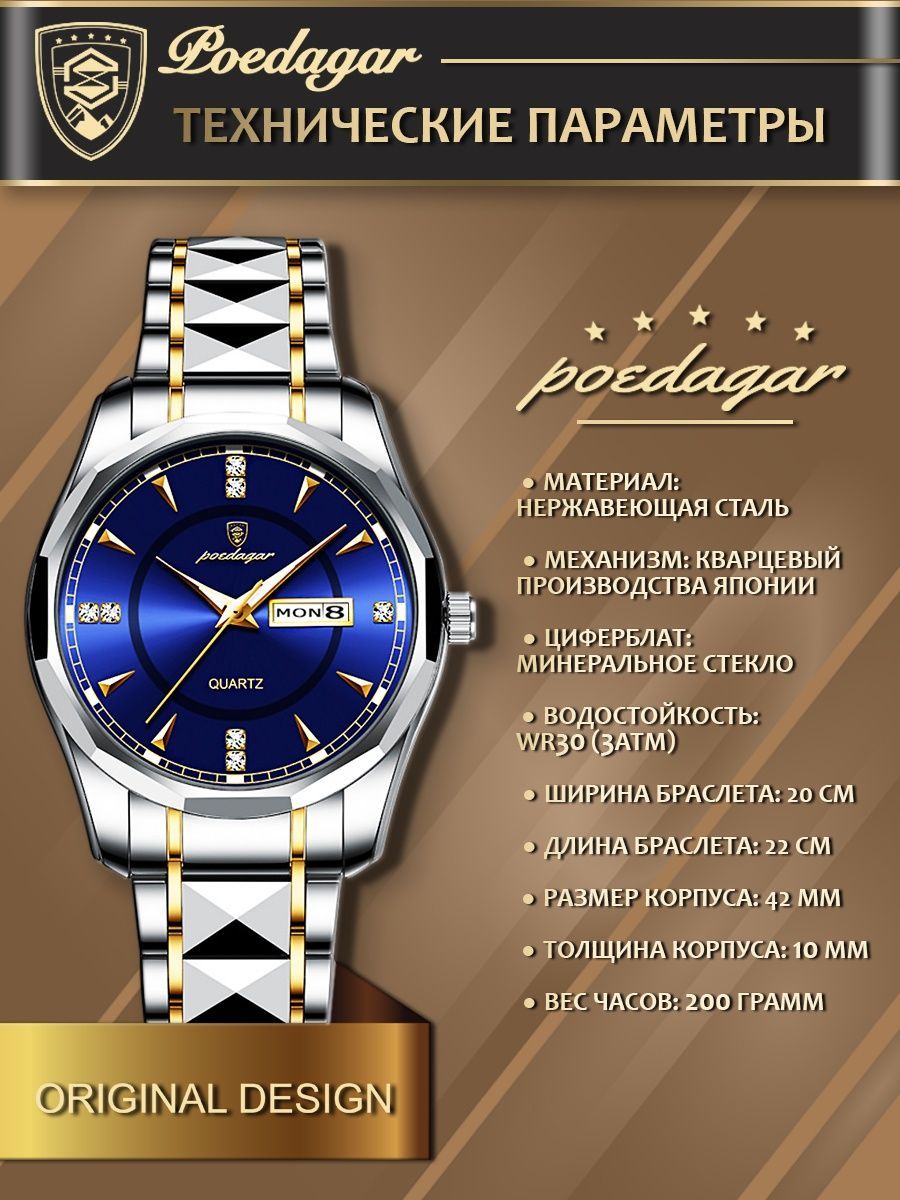 Poedagar
ТЕХНИЧЕСКИЕ ПАРАМЕТРЫ
poedagar
• МАТЕРИАЛ:
НЕРЖАВЕЮЩАЯ СТАЛЬ
• МЕХАНИЗМ: КВАРЦЕВЫЙ
ПРОИЗВОДСТВА ЯПОНИИ
• ЦИФЕРБЛАТ:
МИНЕРАЛЬНОЕ СТЕКЛО
• ВОДОСТОЙКОСТЬ:
WR30 (3ATM)
• ШИРИНА БРАСЛЕТА: 20 СМ
• ДЛИНА БРАСЛЕТА: 22 СМ
• РАЗМЕР КОРПУСА: 42 ММ
• ТОЛЩИНА КОРПУСА: 10 ММ
• ВЕС ЧАСОВ: 200 ГРАММ
poedagar
MON 8
QUARTZ
ORIGINAL DESIGN